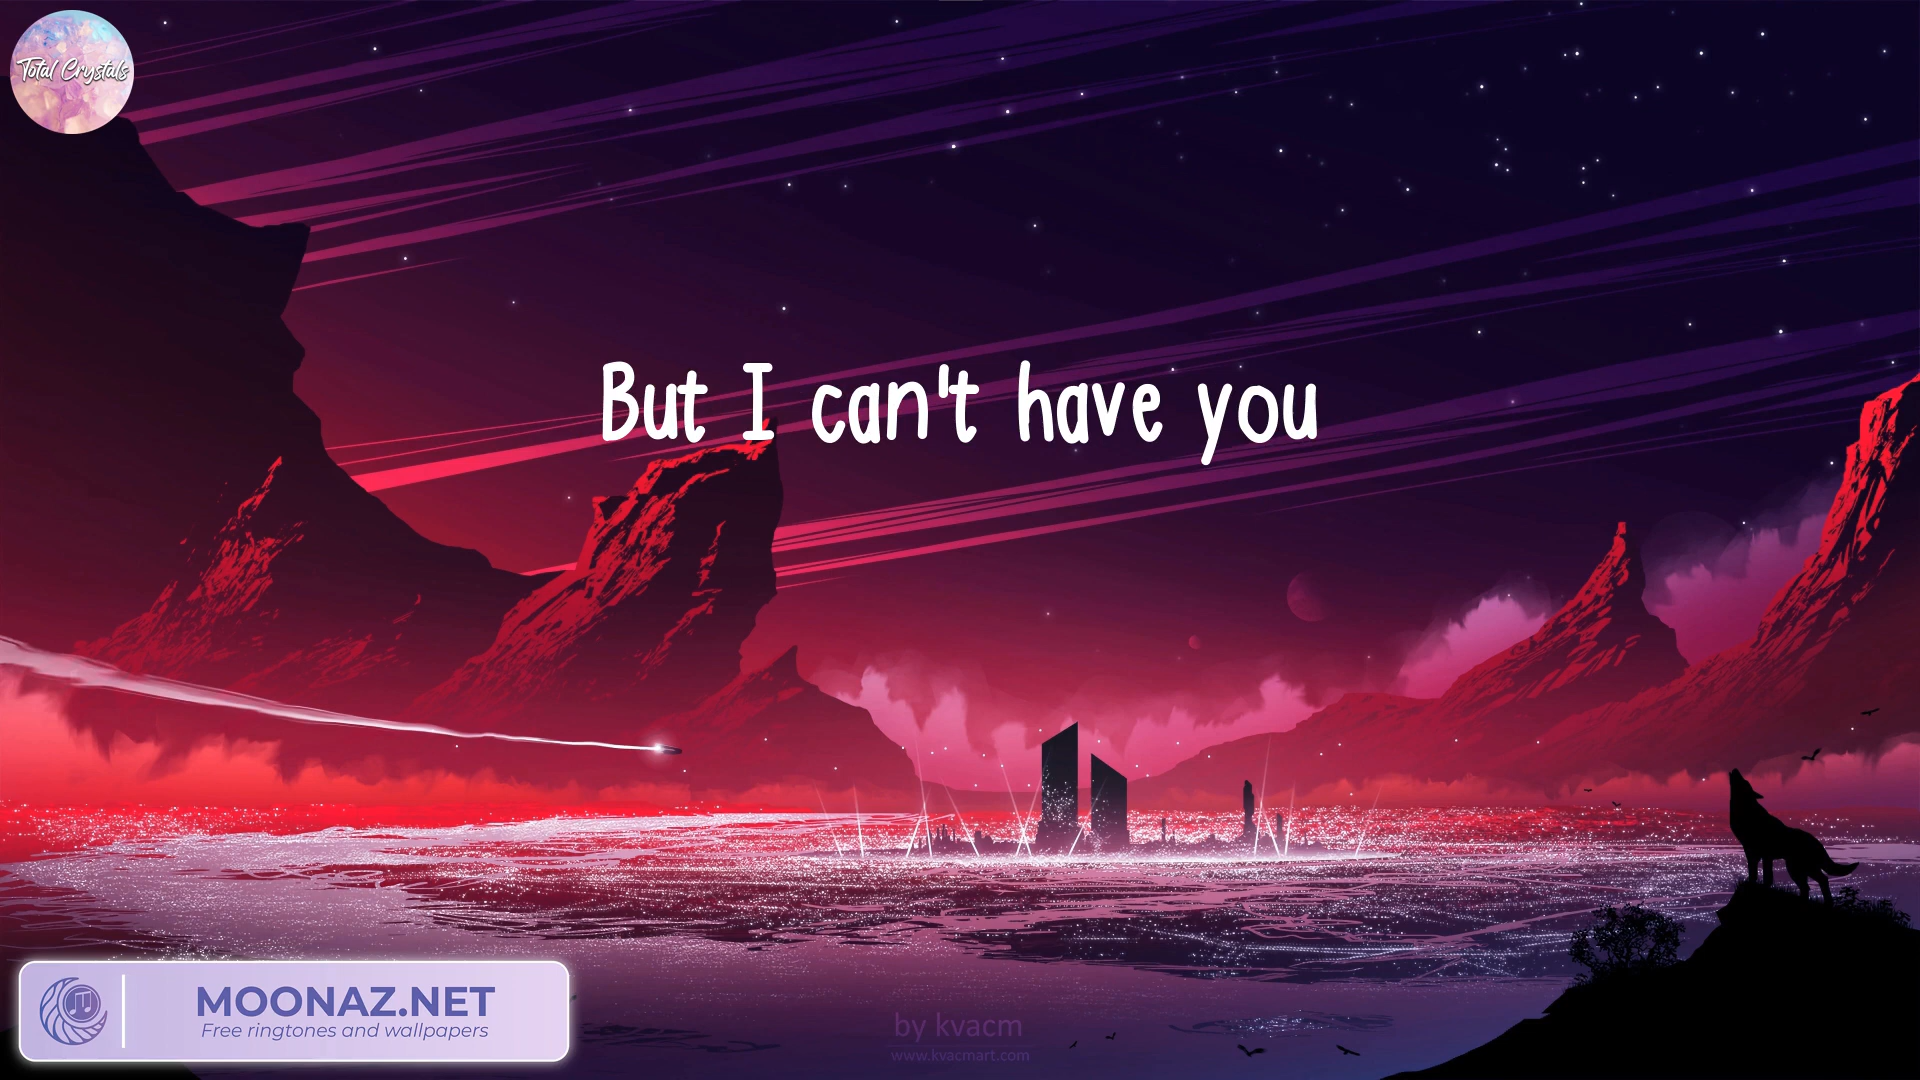 Total Crystals
But I can't have you
MOONAZ.NET
Free ringtones and wallpapers
by kvacm
www.kvacmart.com